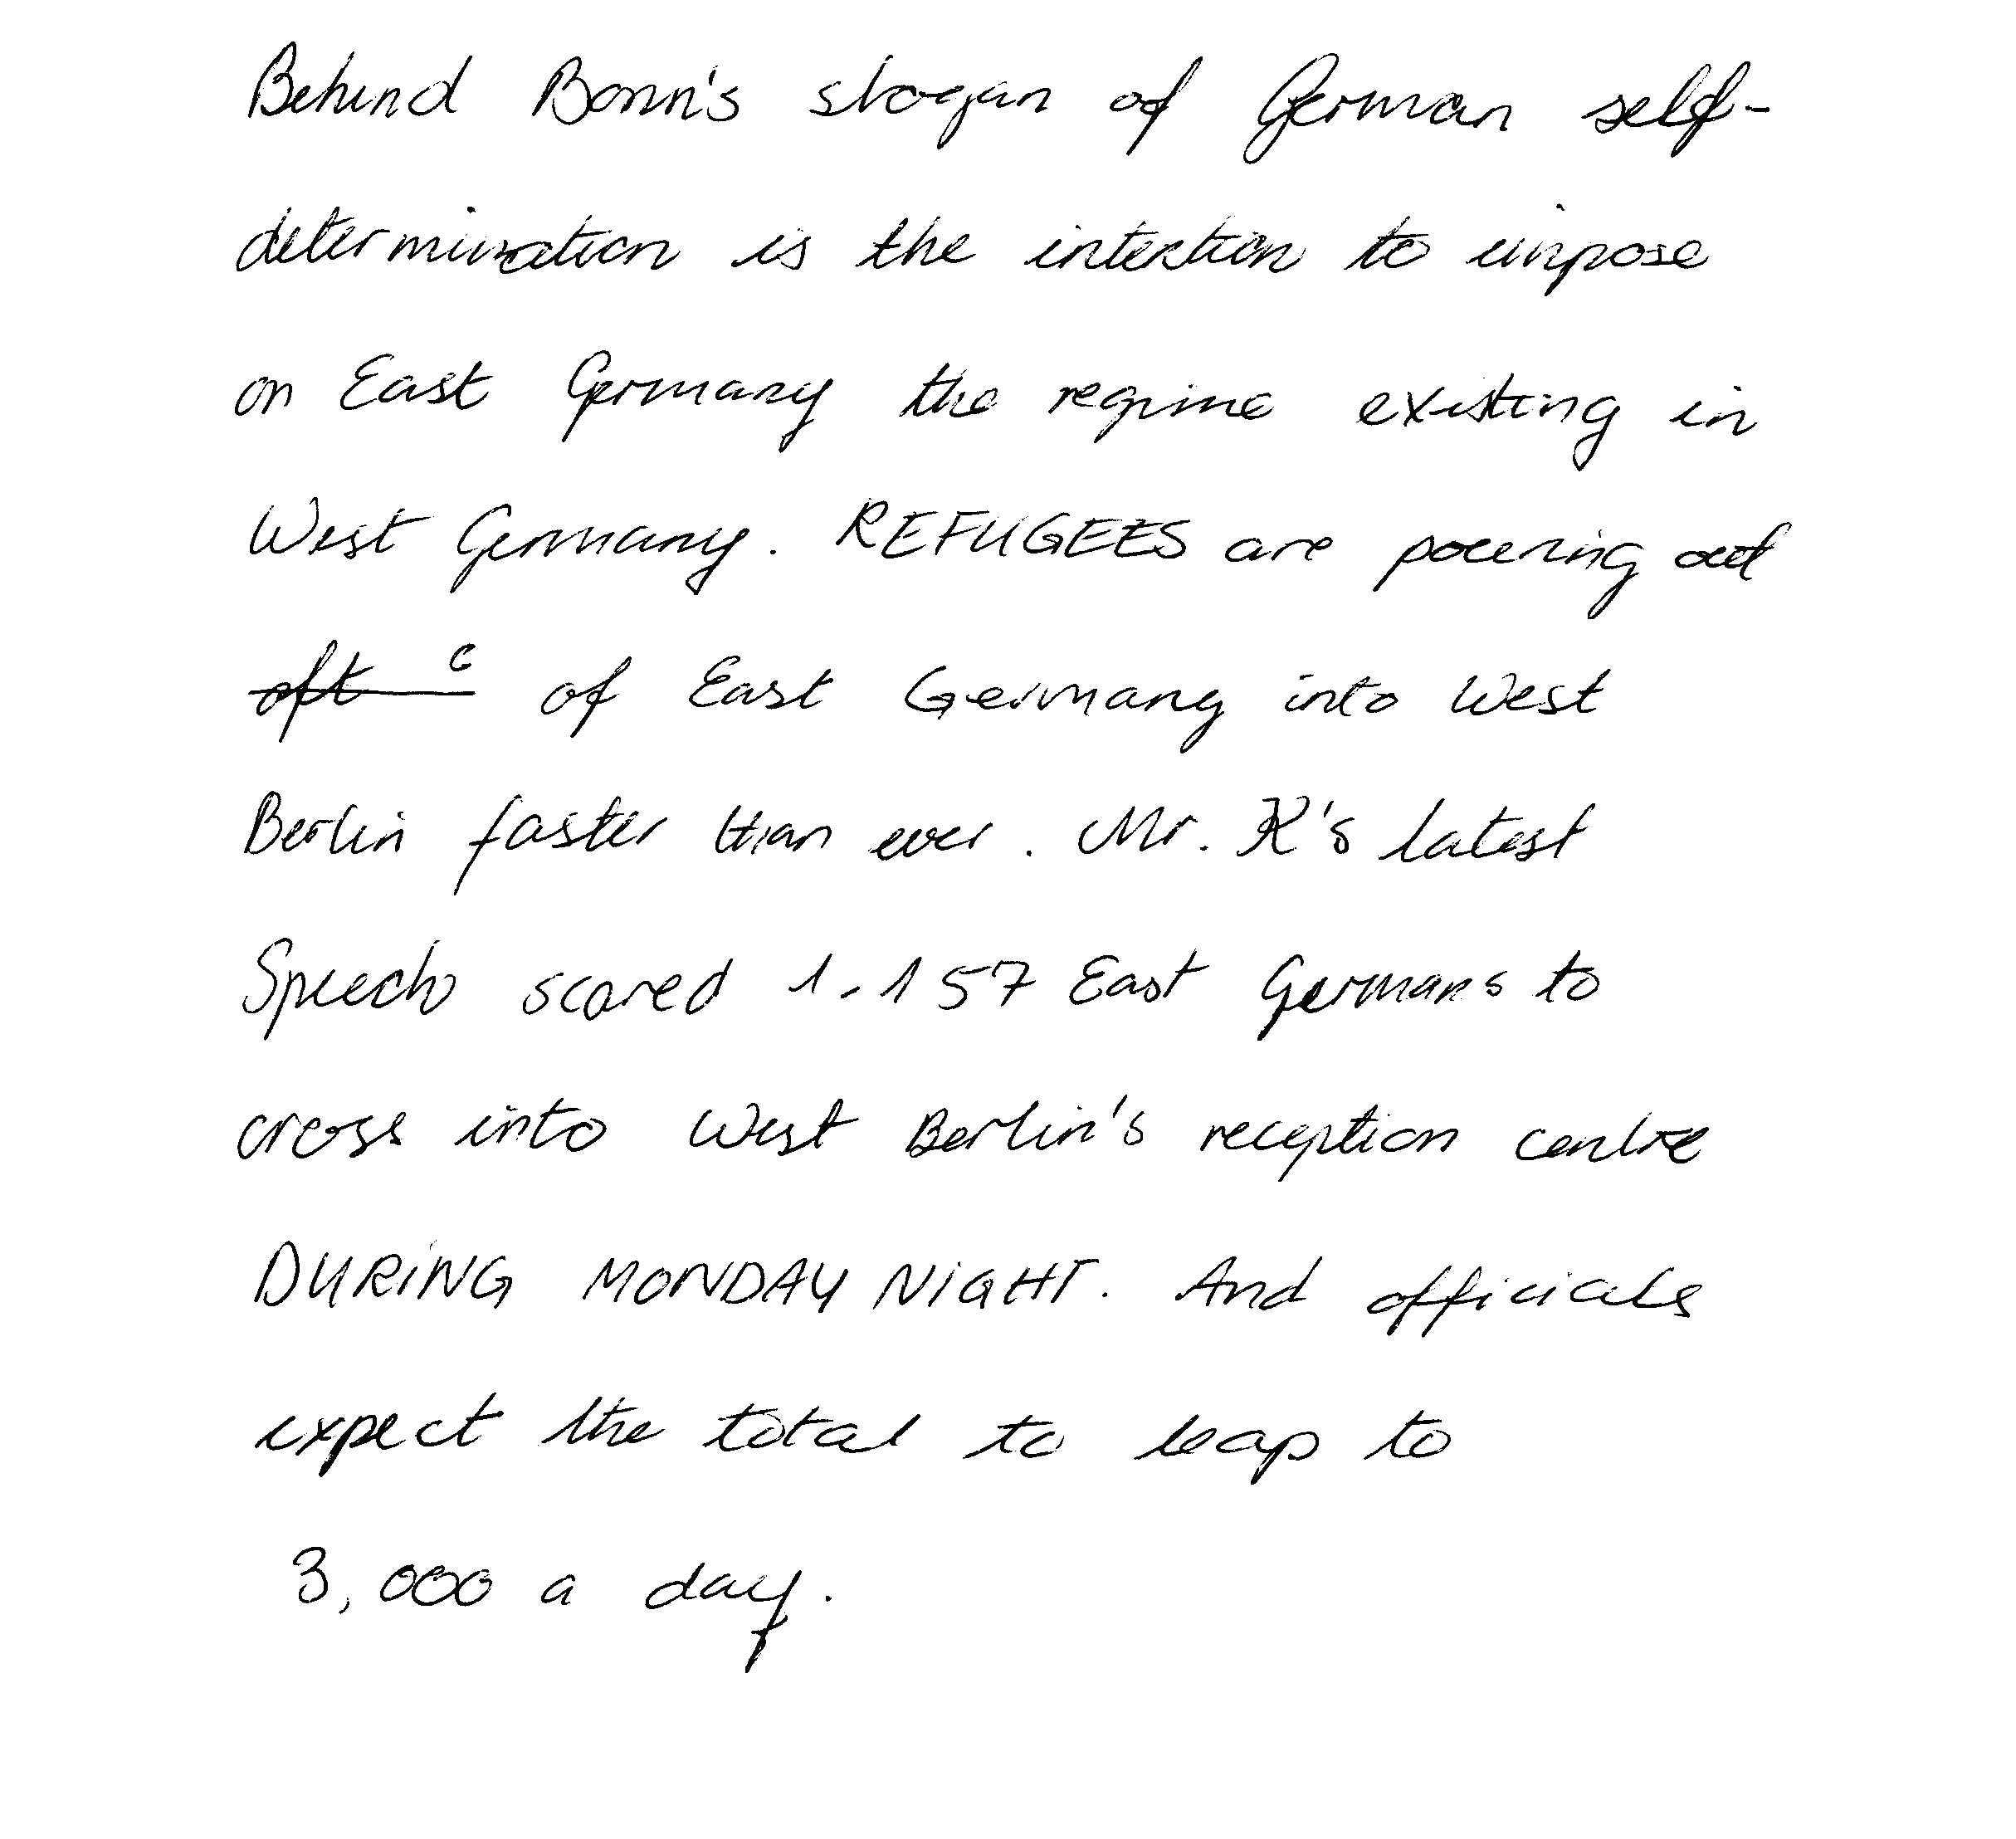 Behind Bonn's slogan of German self-
determination is the intention to impose
on East Germany the regime existing in
West Germany. REFUGEES are pouring out
of East Germany into West
Berlin faster than ever. Mr. K's latest
Speech scared 1.157 East Germans to
cross into West Berlin's reception centre
DURING MONDAY NIGHT. And officials
expect the total to leap to
3,000 a day.